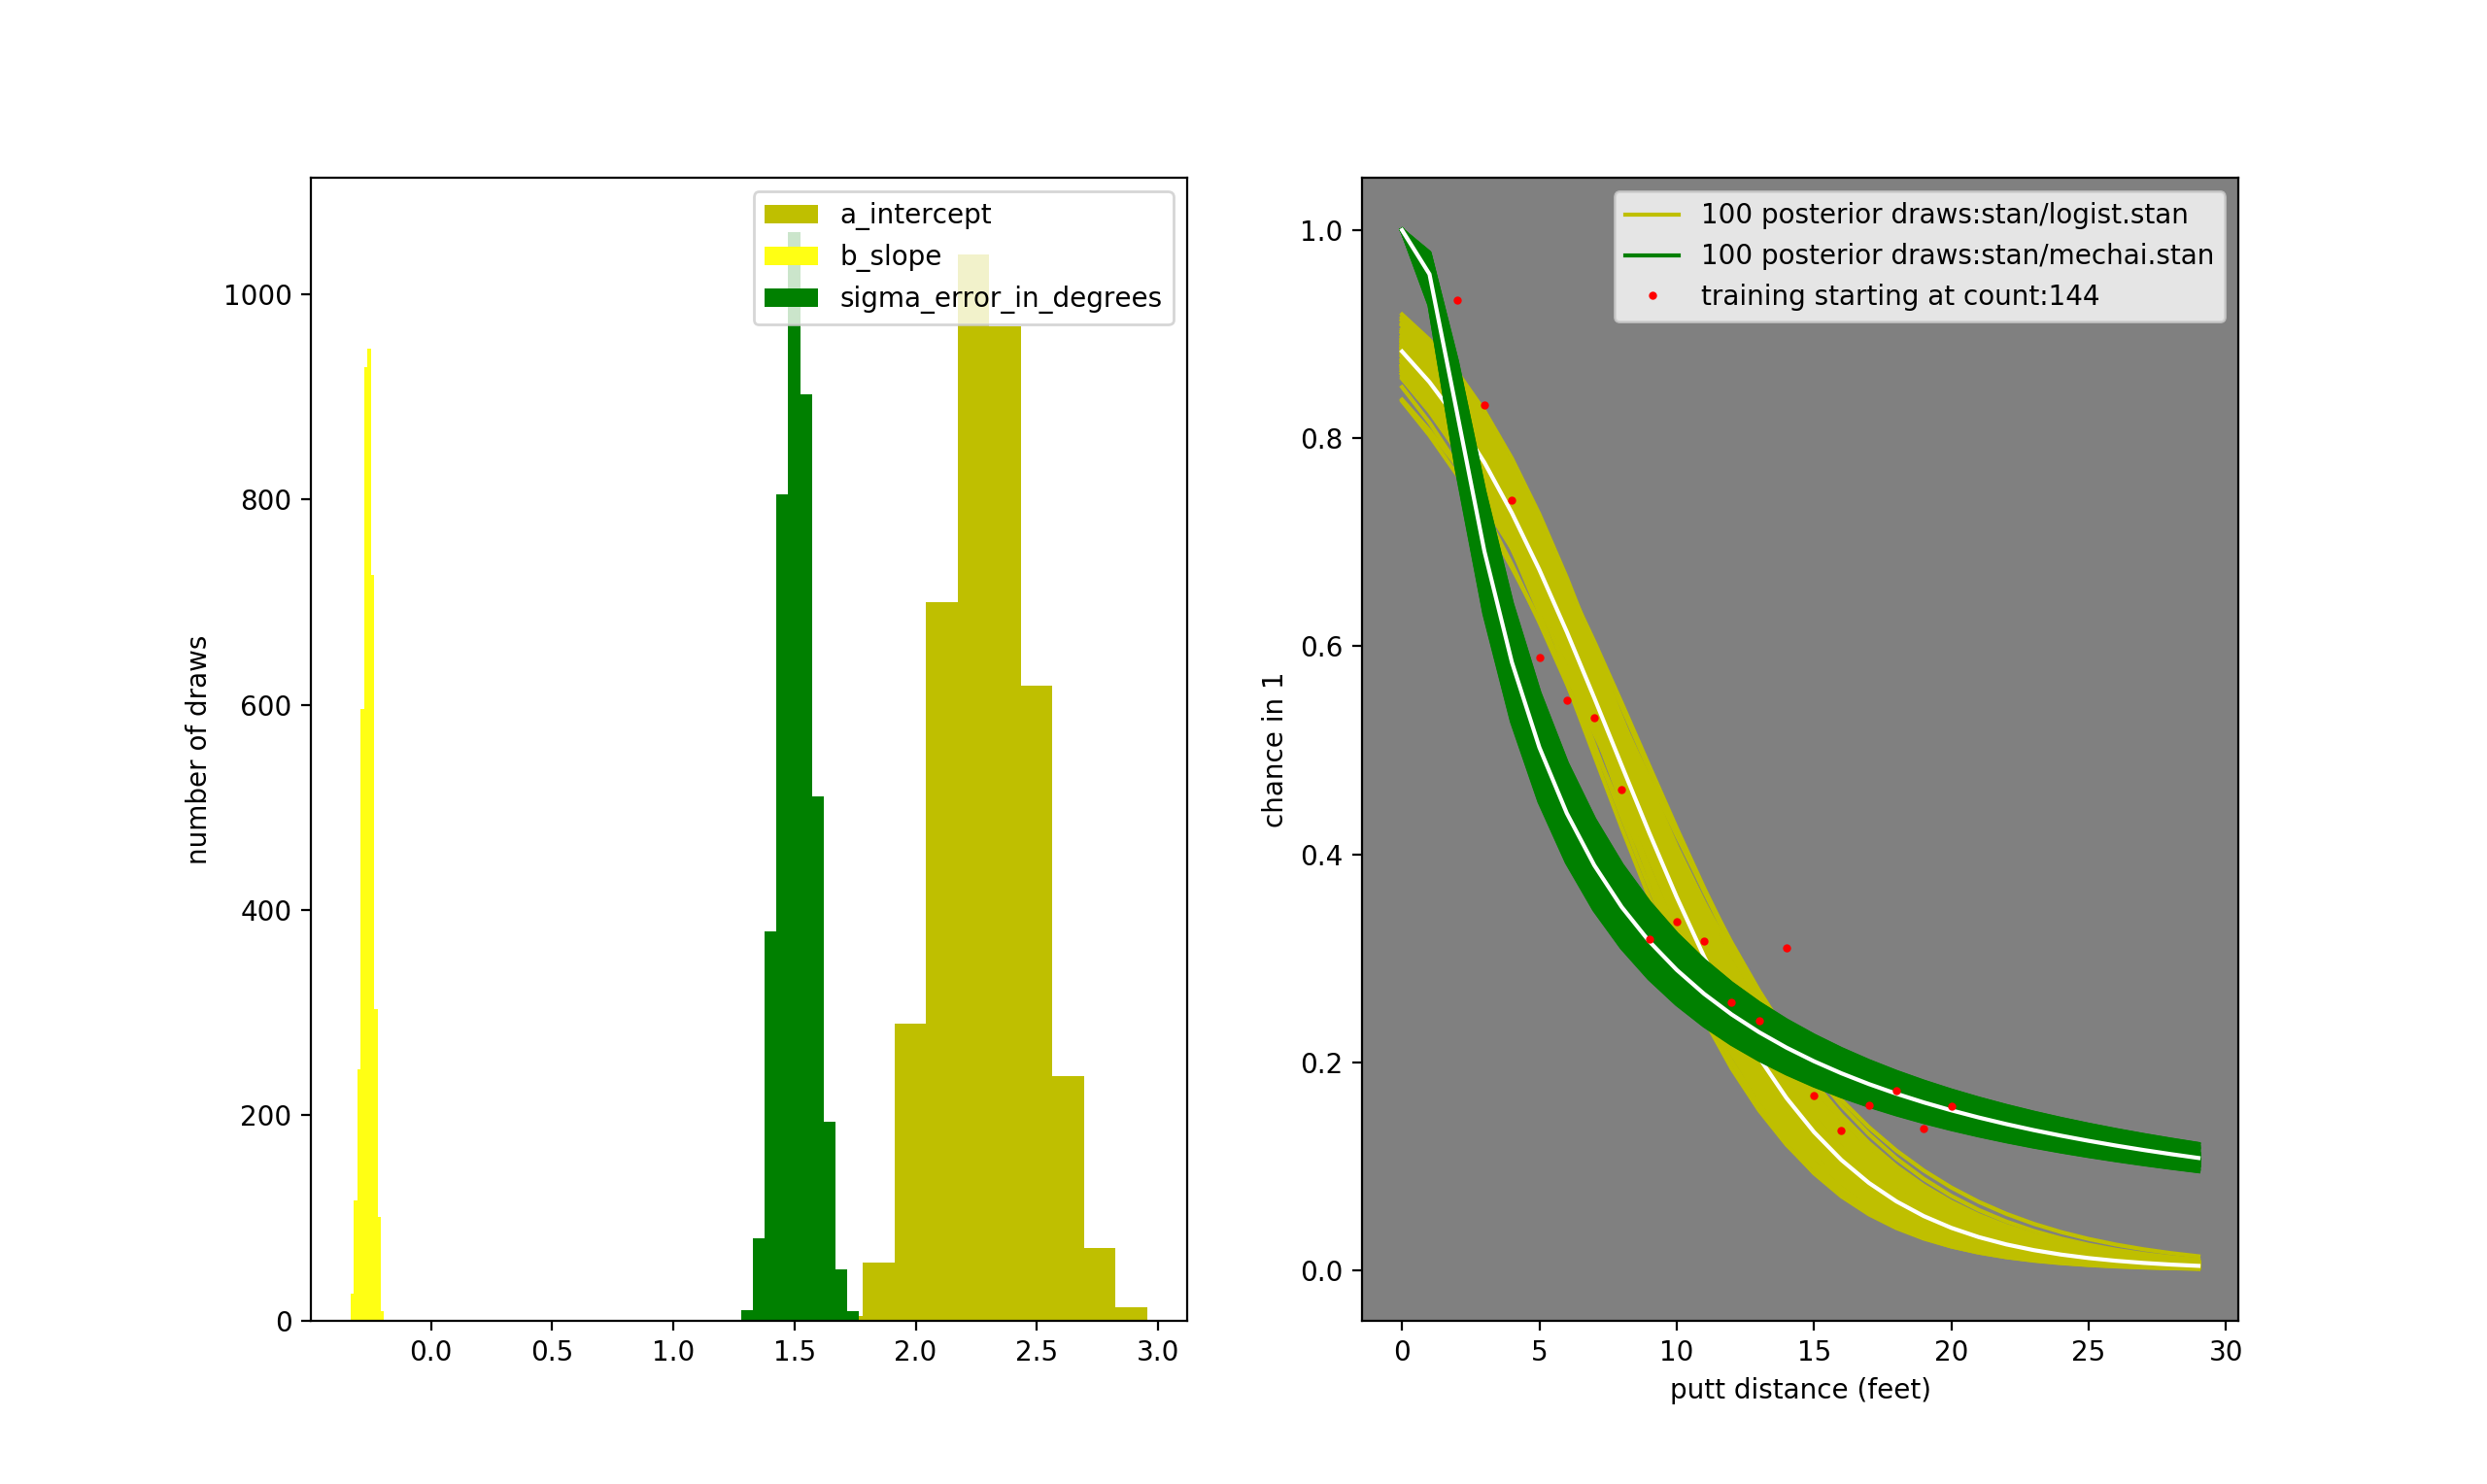 a_intercept
b_slope
sigma_error_in_degrees
number of draws
1000
800
600
400
200
0
0.0 0.5 1.0 1.5 2.0 2.5 3.0
100 posterior draws:stan/logist.stan
100 posterior draws:stan/mechai.stan
training starting at count:144
chance in 1
1.0
0.8
0.6
0.4
0.2
0.0
0 5 10 15 20 25 30
putt distance (feet)